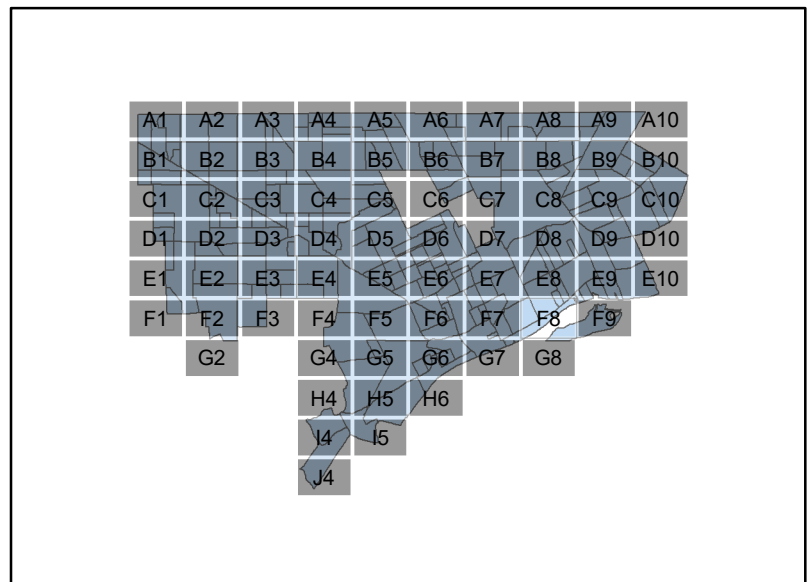 A1 A2 A3 A4 A5 A6 A7 A8 A9 A10
B1 B2 B3 B4 B5 B6 B7 B8 B9 B10
C1 C2 C3 C4 C5 C6 C7 C8 C9 C10
D1 D2 D3 D4 D5 D6 D7 D8 D9 D10
E1 E2 E3 E4 E5 E6 E7 E8 E9 E10
F1 F2 F3 F4 F5 F6 F7 F8 F9
G2 G4 G5 G6 G7 G8
H4 H5 H6
I4 I5
J4